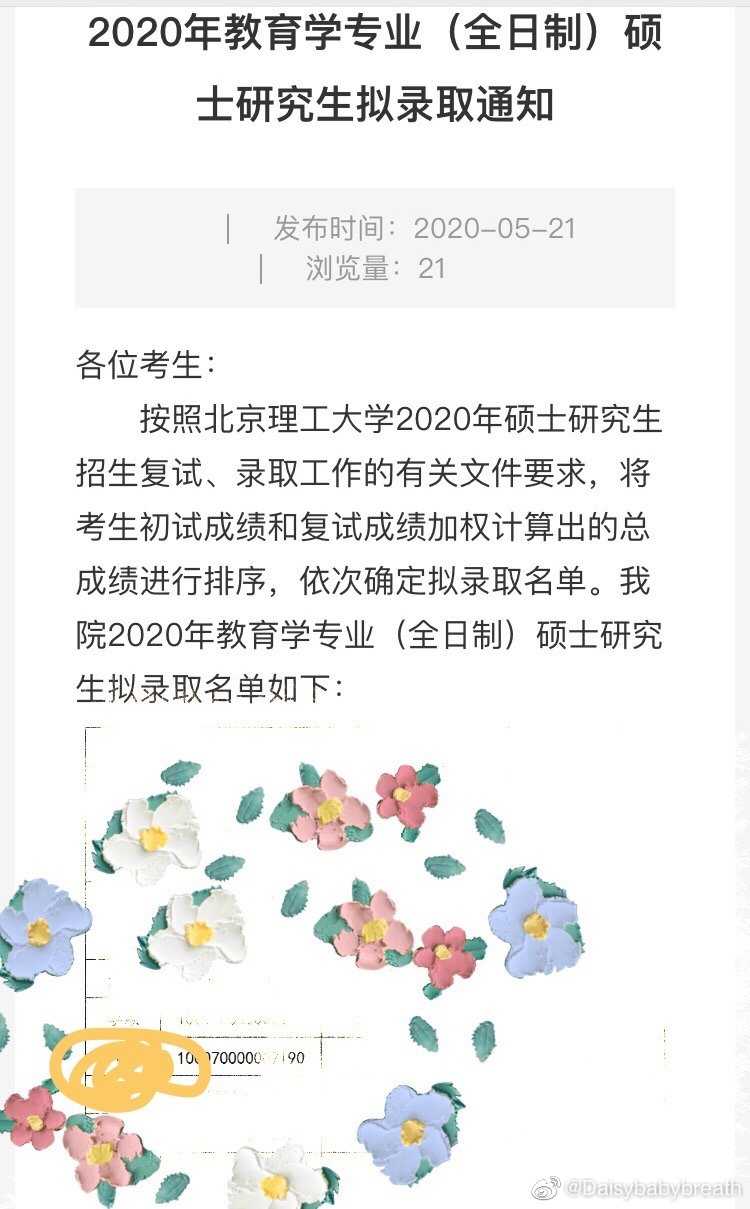 2020年教育学专业（全日制）硕
士研究生拟录取通知
| 发布时间：2020-05-21
| 浏览量：21
各位考生：
按照北京理工大学2020年硕士研究生
招生复试、录取工作的有关文件要求，将
考生初试成绩和复试成绩加权计算出的总
成绩进行排序，依次确定拟录取名单。我
院2020年教育学专业（全日制）硕士研究
生拟录取名单如下：
@Daisybabybreath